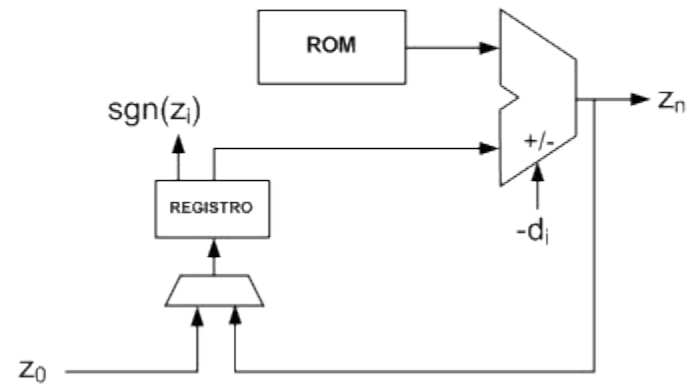 ROM
sgn(zᵢ)
zₙ
+/-
REGISTRO
-dᵢ
z₀